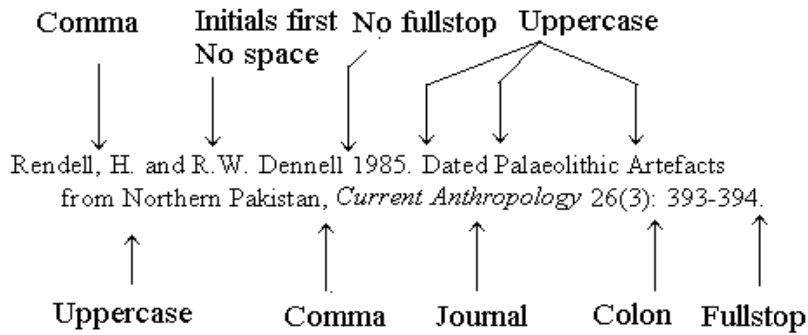 Comma Initials first No fullstop Uppercase
No space
Rendell, H. and R.W. Dennell 1985. Dated Palaeolithic Artefacts
from Northern Pakistan, Current Anthropology 26(3): 393-394.
Uppercase Comma Journal Colon Fullstop